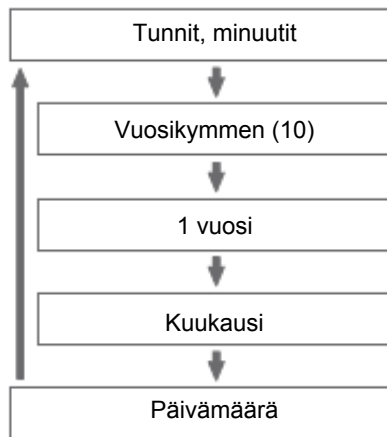 Tunnit, minuutit
Vuosikymmen (10)
1 vuosi
Kuukausi
Päivämäärä